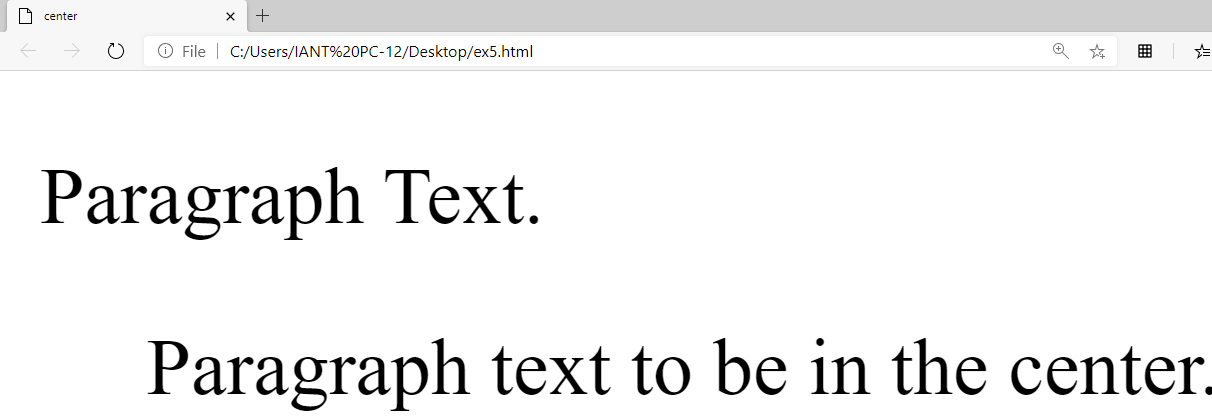 center
File C:/Users/IANT%20PC-12/Desktop/ex5.html
Paragraph Text.
Paragraph text to be in the center.